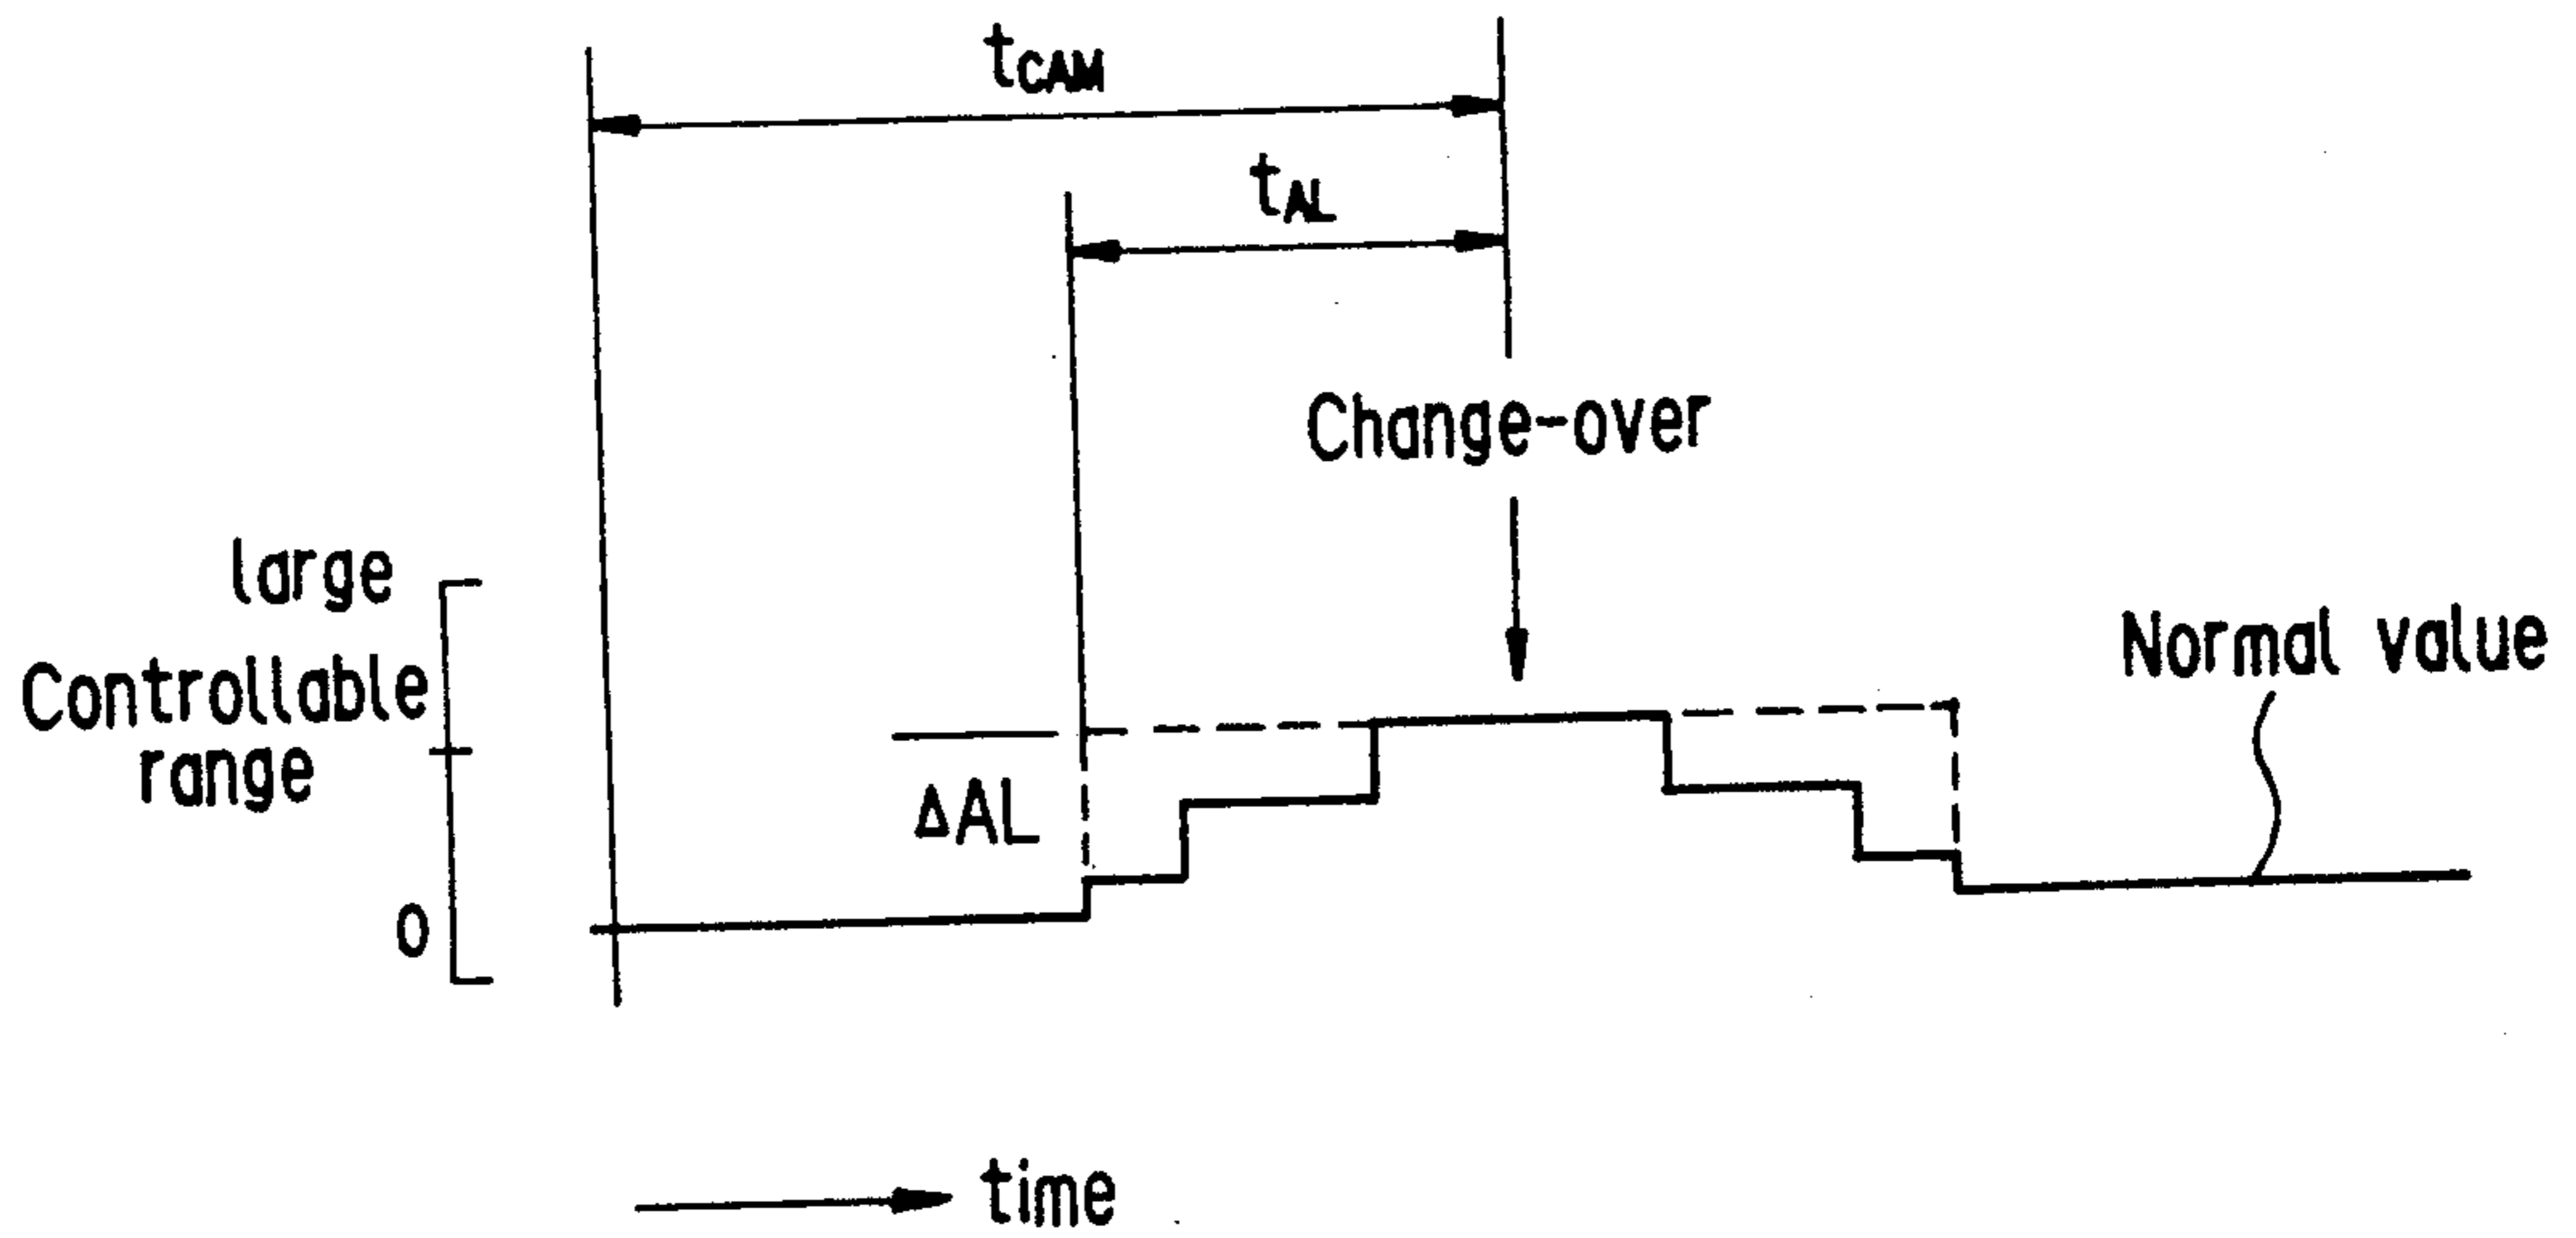 tCAM
tAL
Change-over
large
Controllable
range
0
Normal value
ΔAL
time